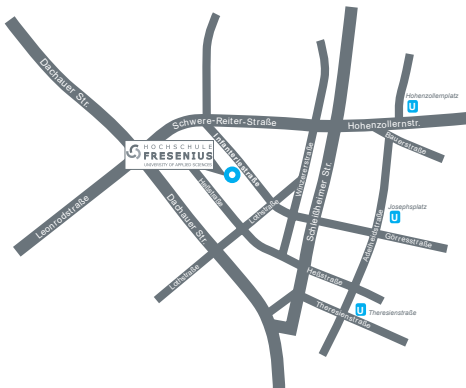 Dachauer Str.
Schwere-Reiter-Straße
Hohenzollernplatz
U
Hohenzollernstr.
Bauerstraße
HOCHSCHULE
FRESENIUS
UNIVERSITY OF APPLIED SCIENCES
Infanteriestraße
Winzererstraße
Heßstraße
Lothstraße
Schleißheimer Str.
Josephsplatz
U
Leonrodstraße
Dachauer Str.
Adelheidstraße
Görresstraße
Lothstraße
Heßstraße
Theresienstraße
U
Theresienstraße